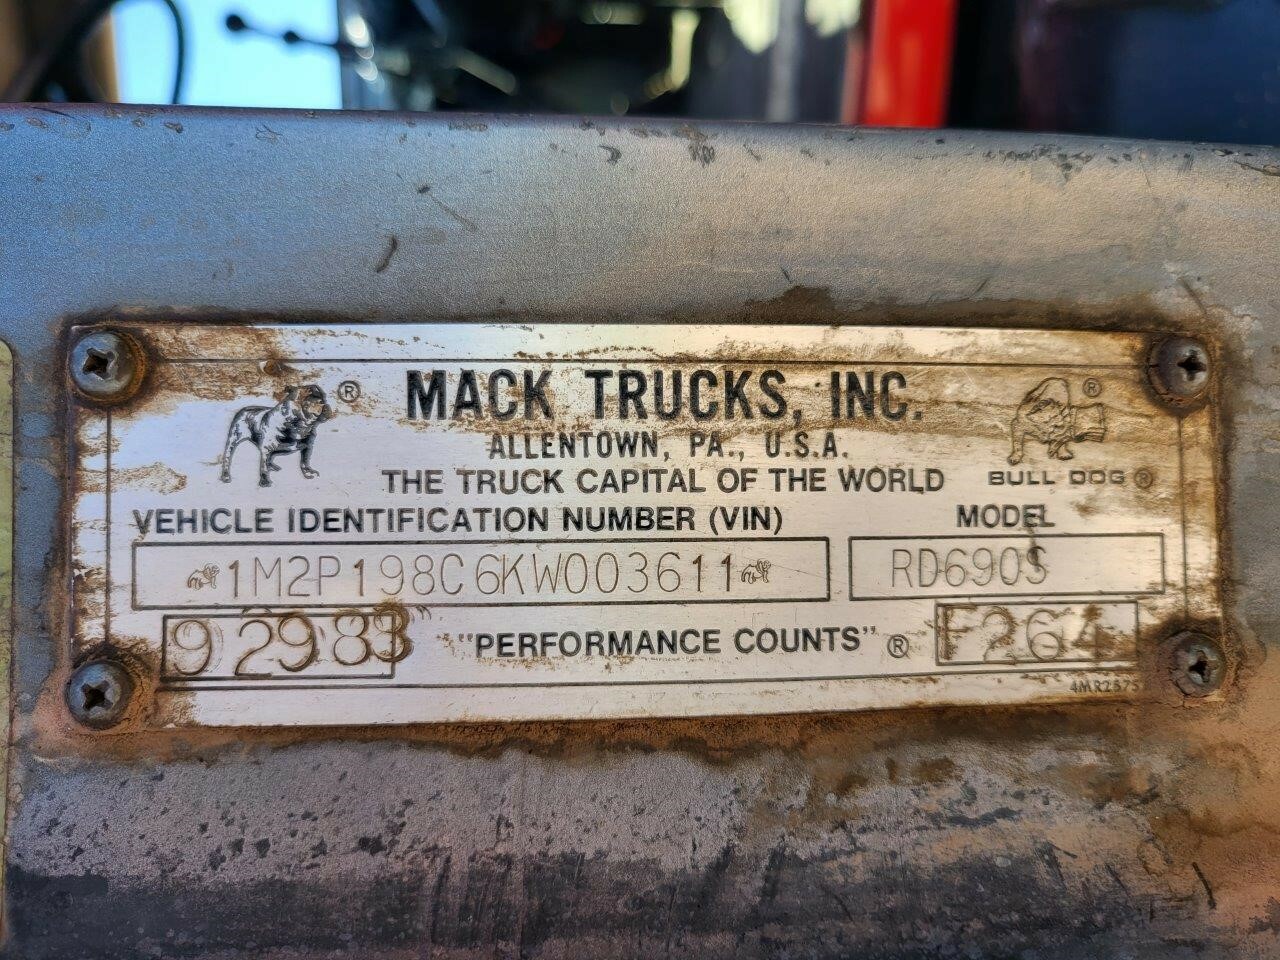 ® MACK TRUCKS, INC. ®
ALLENTOWN, PA., U.S.A.
THE TRUCK CAPITAL OF THE WORLD BULL DOG ®
VEHICLE IDENTIFICATION NUMBER (VIN) MODEL
1M2P198C6KW003611 RD690S
92983 "PERFORMANCE COUNTS" ® F264
4MR2575